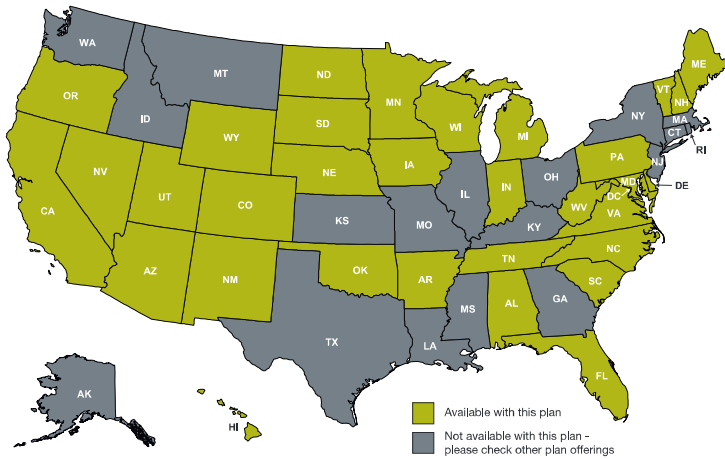 WA
MT
ND
MN
ME
VT
NH
OR
ID
SD
WI
MI
NY
MA
CT
RI
WY
IA
PA
NJ
NE
NV
UT
CO
IL
IN
OH
MD
DE
DC
WV
VA
CA
KS
MO
KY
NC
TN
AZ
NM
OK
AR
SC
MS
AL
GA
TX
LA
FL
AK
HI
Available with this plan
Not available with this plan -
please check other plan offerings